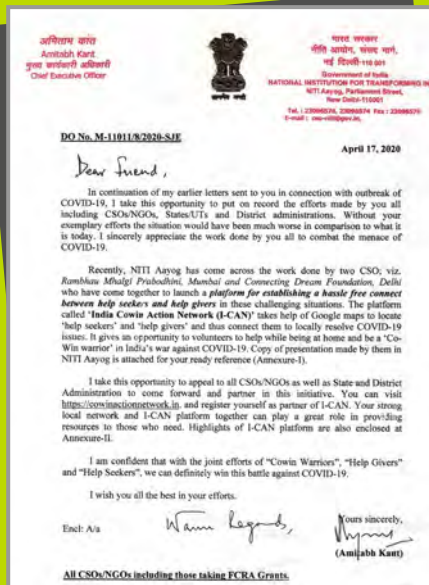 अमिताभ कांत
Amitabh Kant
मुख्य कार्यकारी अधिकारी
Chief Executive Officer
भारत सरकार
नीति आयोग, संसद मार्ग,
नई दिल्ली-110 001
Government of India
NATIONAL INSTITUTION FOR TRANSFORMING IN
NITI Aayog, Parliament Street,
New Delhi-110001
Tel. : 23096576, 23096574 Fax : 23096575
DO No. M-11011/8/2020-SJE
April 17, 2020
Dear friend,
In continuation of my earlier letters sent to you in connection with outbreak of
COVID-19, I take this opportunity to put on record the efforts made by you all
including CSOs/NGOs, States/UTs and District administrations. Without your
exemplary efforts the situation would have been much worse in comparison to what it
is today. I sincerely appreciate the work done by you all to combat the menace of
COVID-19.
Recently, NITI Aayog has come across the work done by two CSO; viz.
Rambhau Mhalgi Prabodhini, Mumbai and Connecting Dream Foundation, Delhi
who have come together to launch a platform for establishing a hassle free connect
between help seekers and help givers in these challenging situations. The platform
called 'India Cowin Action Network (I-CAN)' takes help of Google maps to locate
'help seekers' and 'help givers' and thus connect them to locally resolve COVID-19
issues. It gives an opportunity to volunteers to help while being at home and be a 'Co-
Win warrior' in India's war against COVID-19. Copy of presentation made by them in
NITI Aayog is attached for your ready reference (Annexure-I).
I take this opportunity to appeal to all CSOs/NGOs as well as State and District
Administration to come forward and partner in this initiative. You can visit
https://cowinactionnetwork.in, and register yourself as partner of I-CAN. Your strong
local network and I-CAN platform together can play a great role in providing
resources to those who need. Highlights of I-CAN platform are also enclosed at
Annexure-II.
I am confident that with the joint efforts of "Cowin Warriors", "Help Givers"
and "Help Seekers", we can definitely win this battle against COVID-19.
I wish you all the best in your efforts.
Encl: A/a
Warm Regards,
Yours sincerely,
(Amitabh Kant)
All CSOs/NGOs including those taking FCRA Grants.